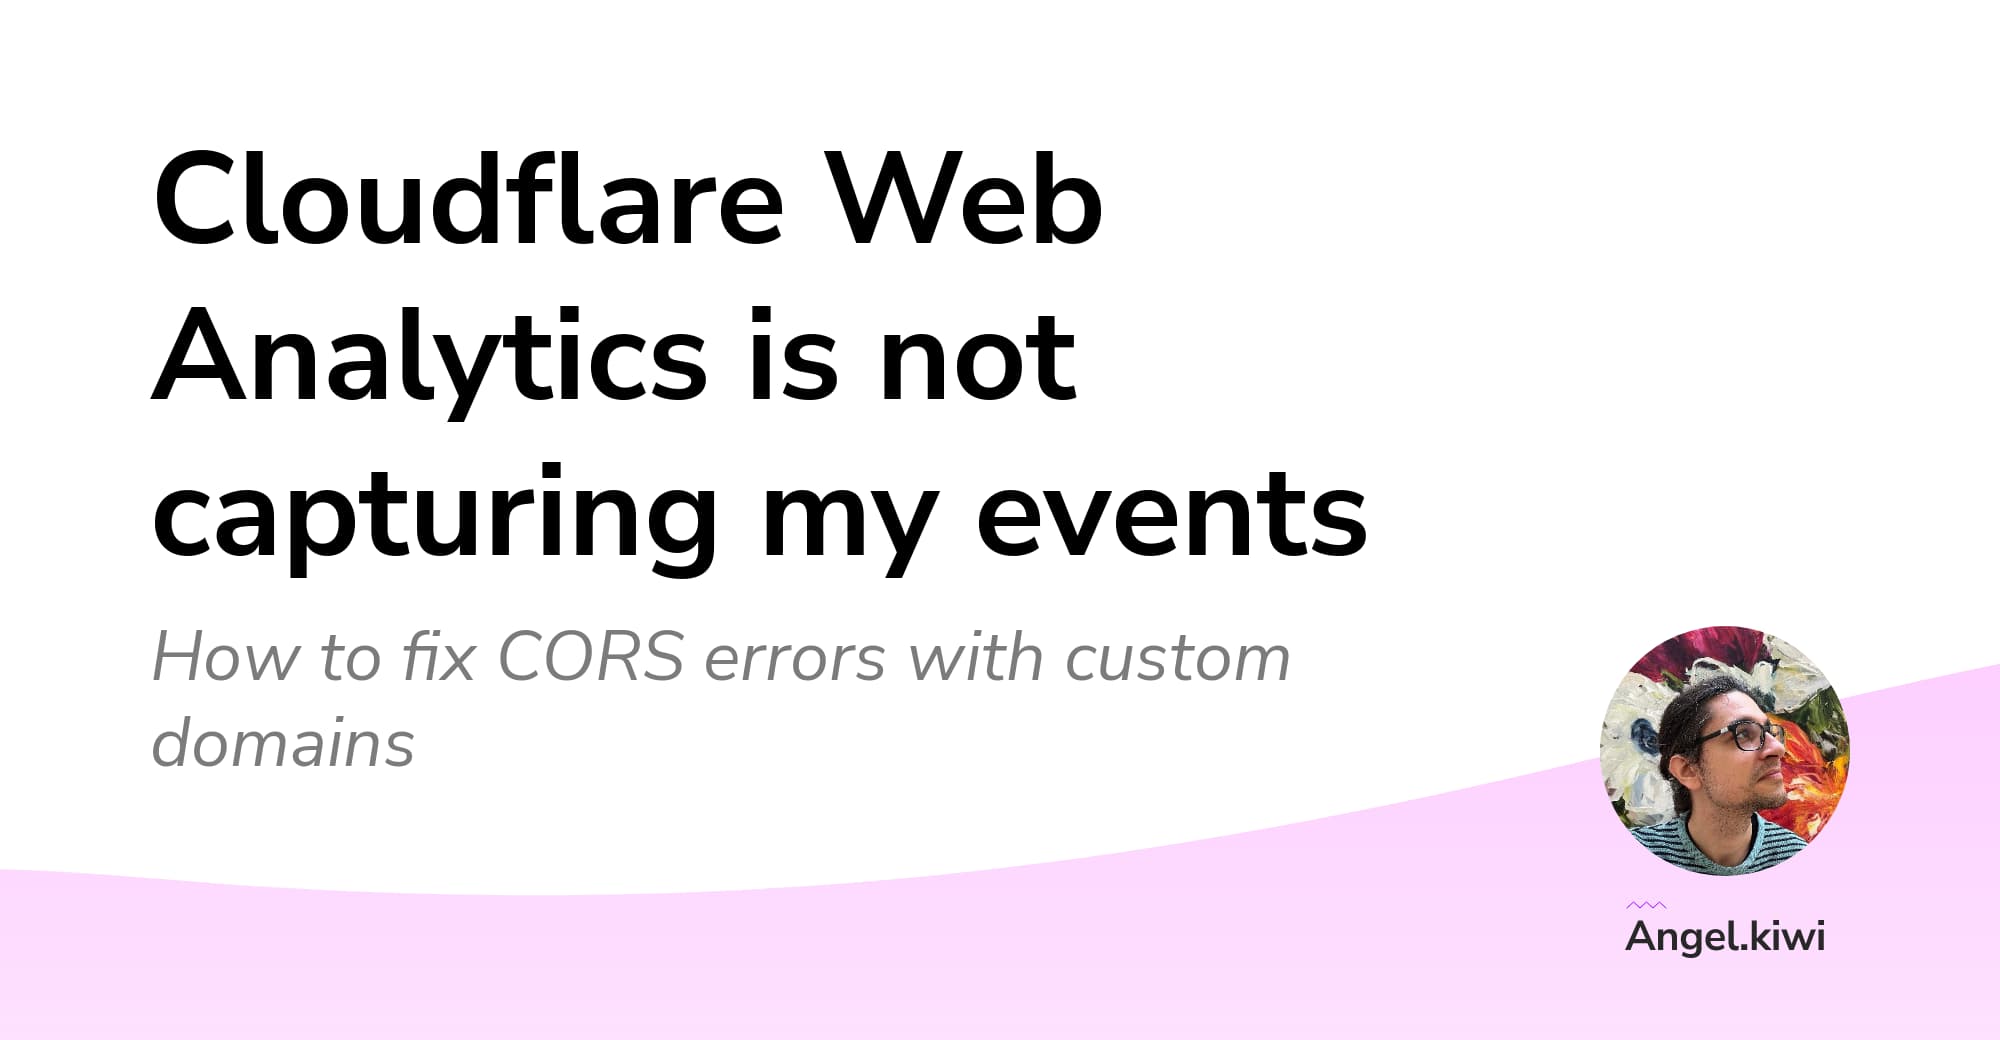 Cloudflare Web
Analytics is not
capturing my events
How to fix CORS errors with custom
domains
Angel.kiwi